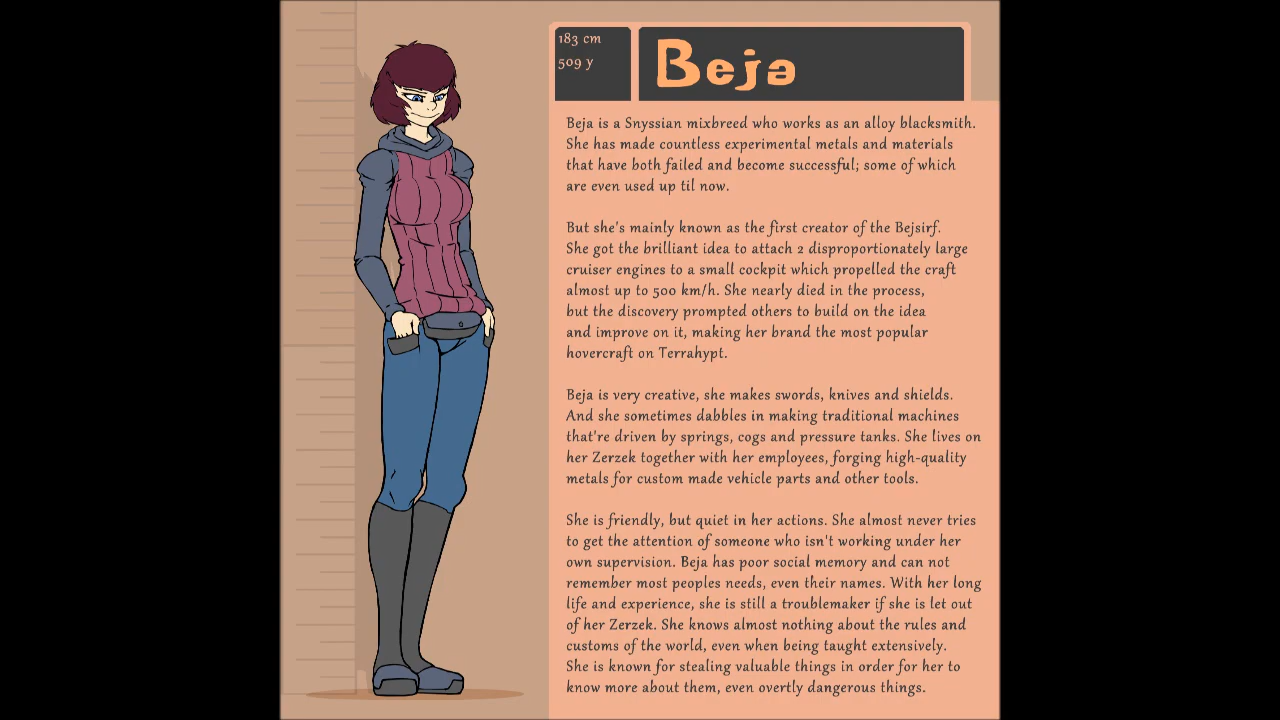 183 cm
509 y
Beja
Beja is a Snyssian mixbreed who works as an alloy blacksmith.
She has made countless experimental metals and materials
that have both failed and become successful; some of which
are even used up til now.
But she's mainly known as the first creator of the Bejsirf.
She got the brilliant idea to attach 2 disproportionately large
cruiser engines to a small cockpit which propelled the craft
almost up to 500 km/h. She nearly died in the process,
but the discovery prompted others to build on the idea
and improve on it, making her brand the most popular
hovercraft on Terrahypt.
Beja is very creative, she makes swords, knives and shields.
And she sometimes dabbles in making traditional machines
that're driven by springs, cogs and pressure tanks. She lives on
her Zerzek together with her employees, forging high-quality
metals for custom made vehicle parts and other tools.
She is friendly, but quiet in her actions. She almost never tries
to get the attention of someone who isn't working under her
own supervision. Beja has poor social memory and can not
remember most peoples needs, even their names. With her long
life and experience, she is still a troublemaker if she is let out
of her Zerzek. She knows almost nothing about the rules and
customs of the world, even when being taught extensively.
She is known for stealing valuable things in order for her to
know more about them, even overtly dangerous things.